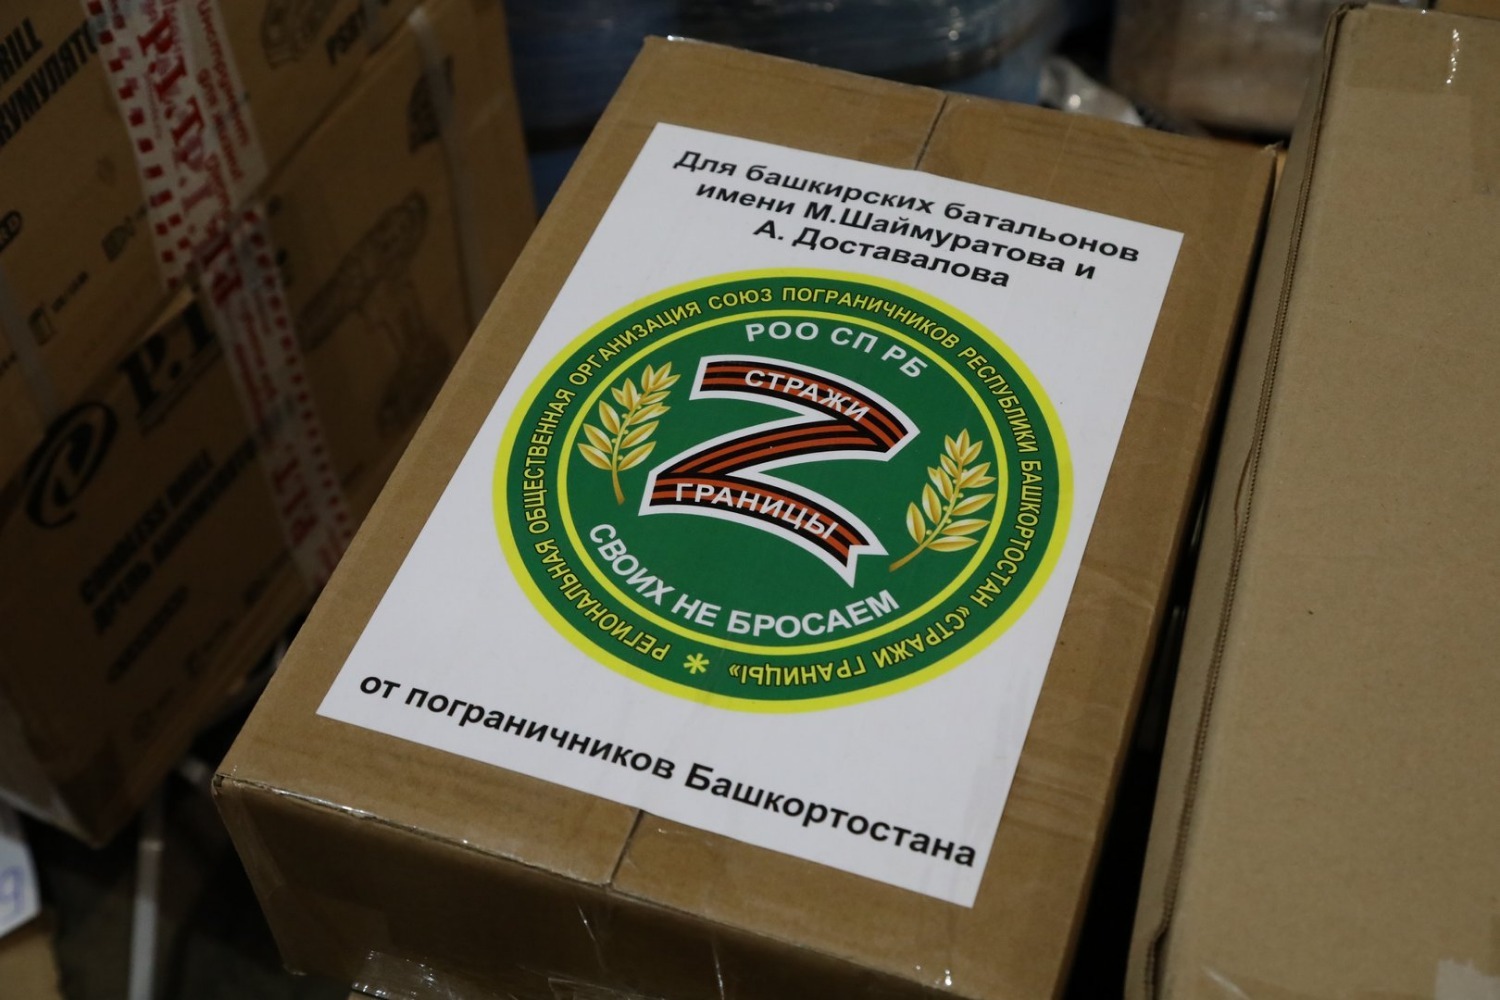 Для башкирских батальонов
имени М.Шаймуратова и
А. Доставалова
РЕГИОНАЛЬНАЯ ОБЩЕСТВЕННАЯ ОРГАНИЗАЦИЯ СОЮЗ ПОГРАНИЧНИКОВ РЕСПУБЛИКИ БАШКОРТОСТАН «СТРАЖИ ГРАНИЦЫ»
РОО СП РБ
СТРАЖИ
ГРАНИЦЫ
СВОИХ НЕ БРОСАЕМ
от пограничников Башкортостана